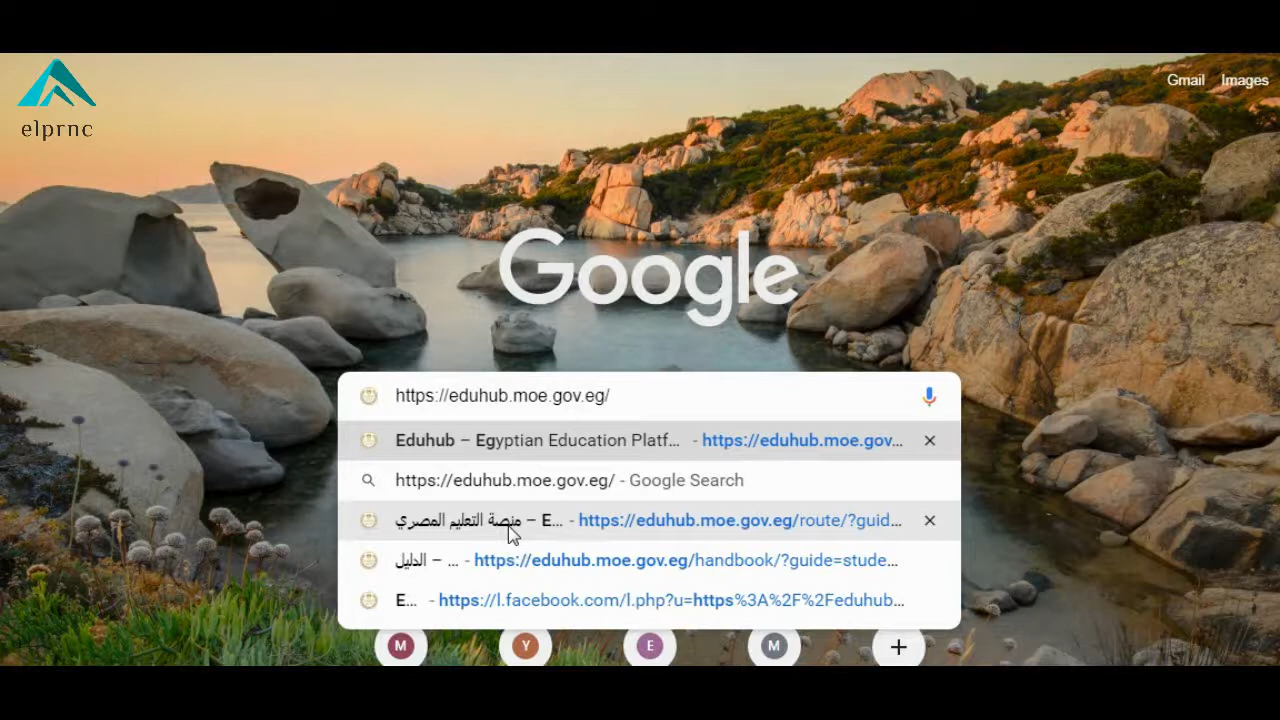 elprnc
Gmail Images
Google
https://eduhub.moe.gov.eg/
Eduhub – Egyptian Education Platf... - https://eduhub.moe.gov...
https://eduhub.moe.gov.eg/ - Google Search
منصة التعليم المصري – E... - https://eduhub.moe.gov.eg/route/?guid...
الدليل – ... - https://eduhub.moe.gov.eg/handbook/?guide=stude...
E... - https://l.facebook.com/l.php?u=https%3A%2F%2Feduhub...
M Y E M